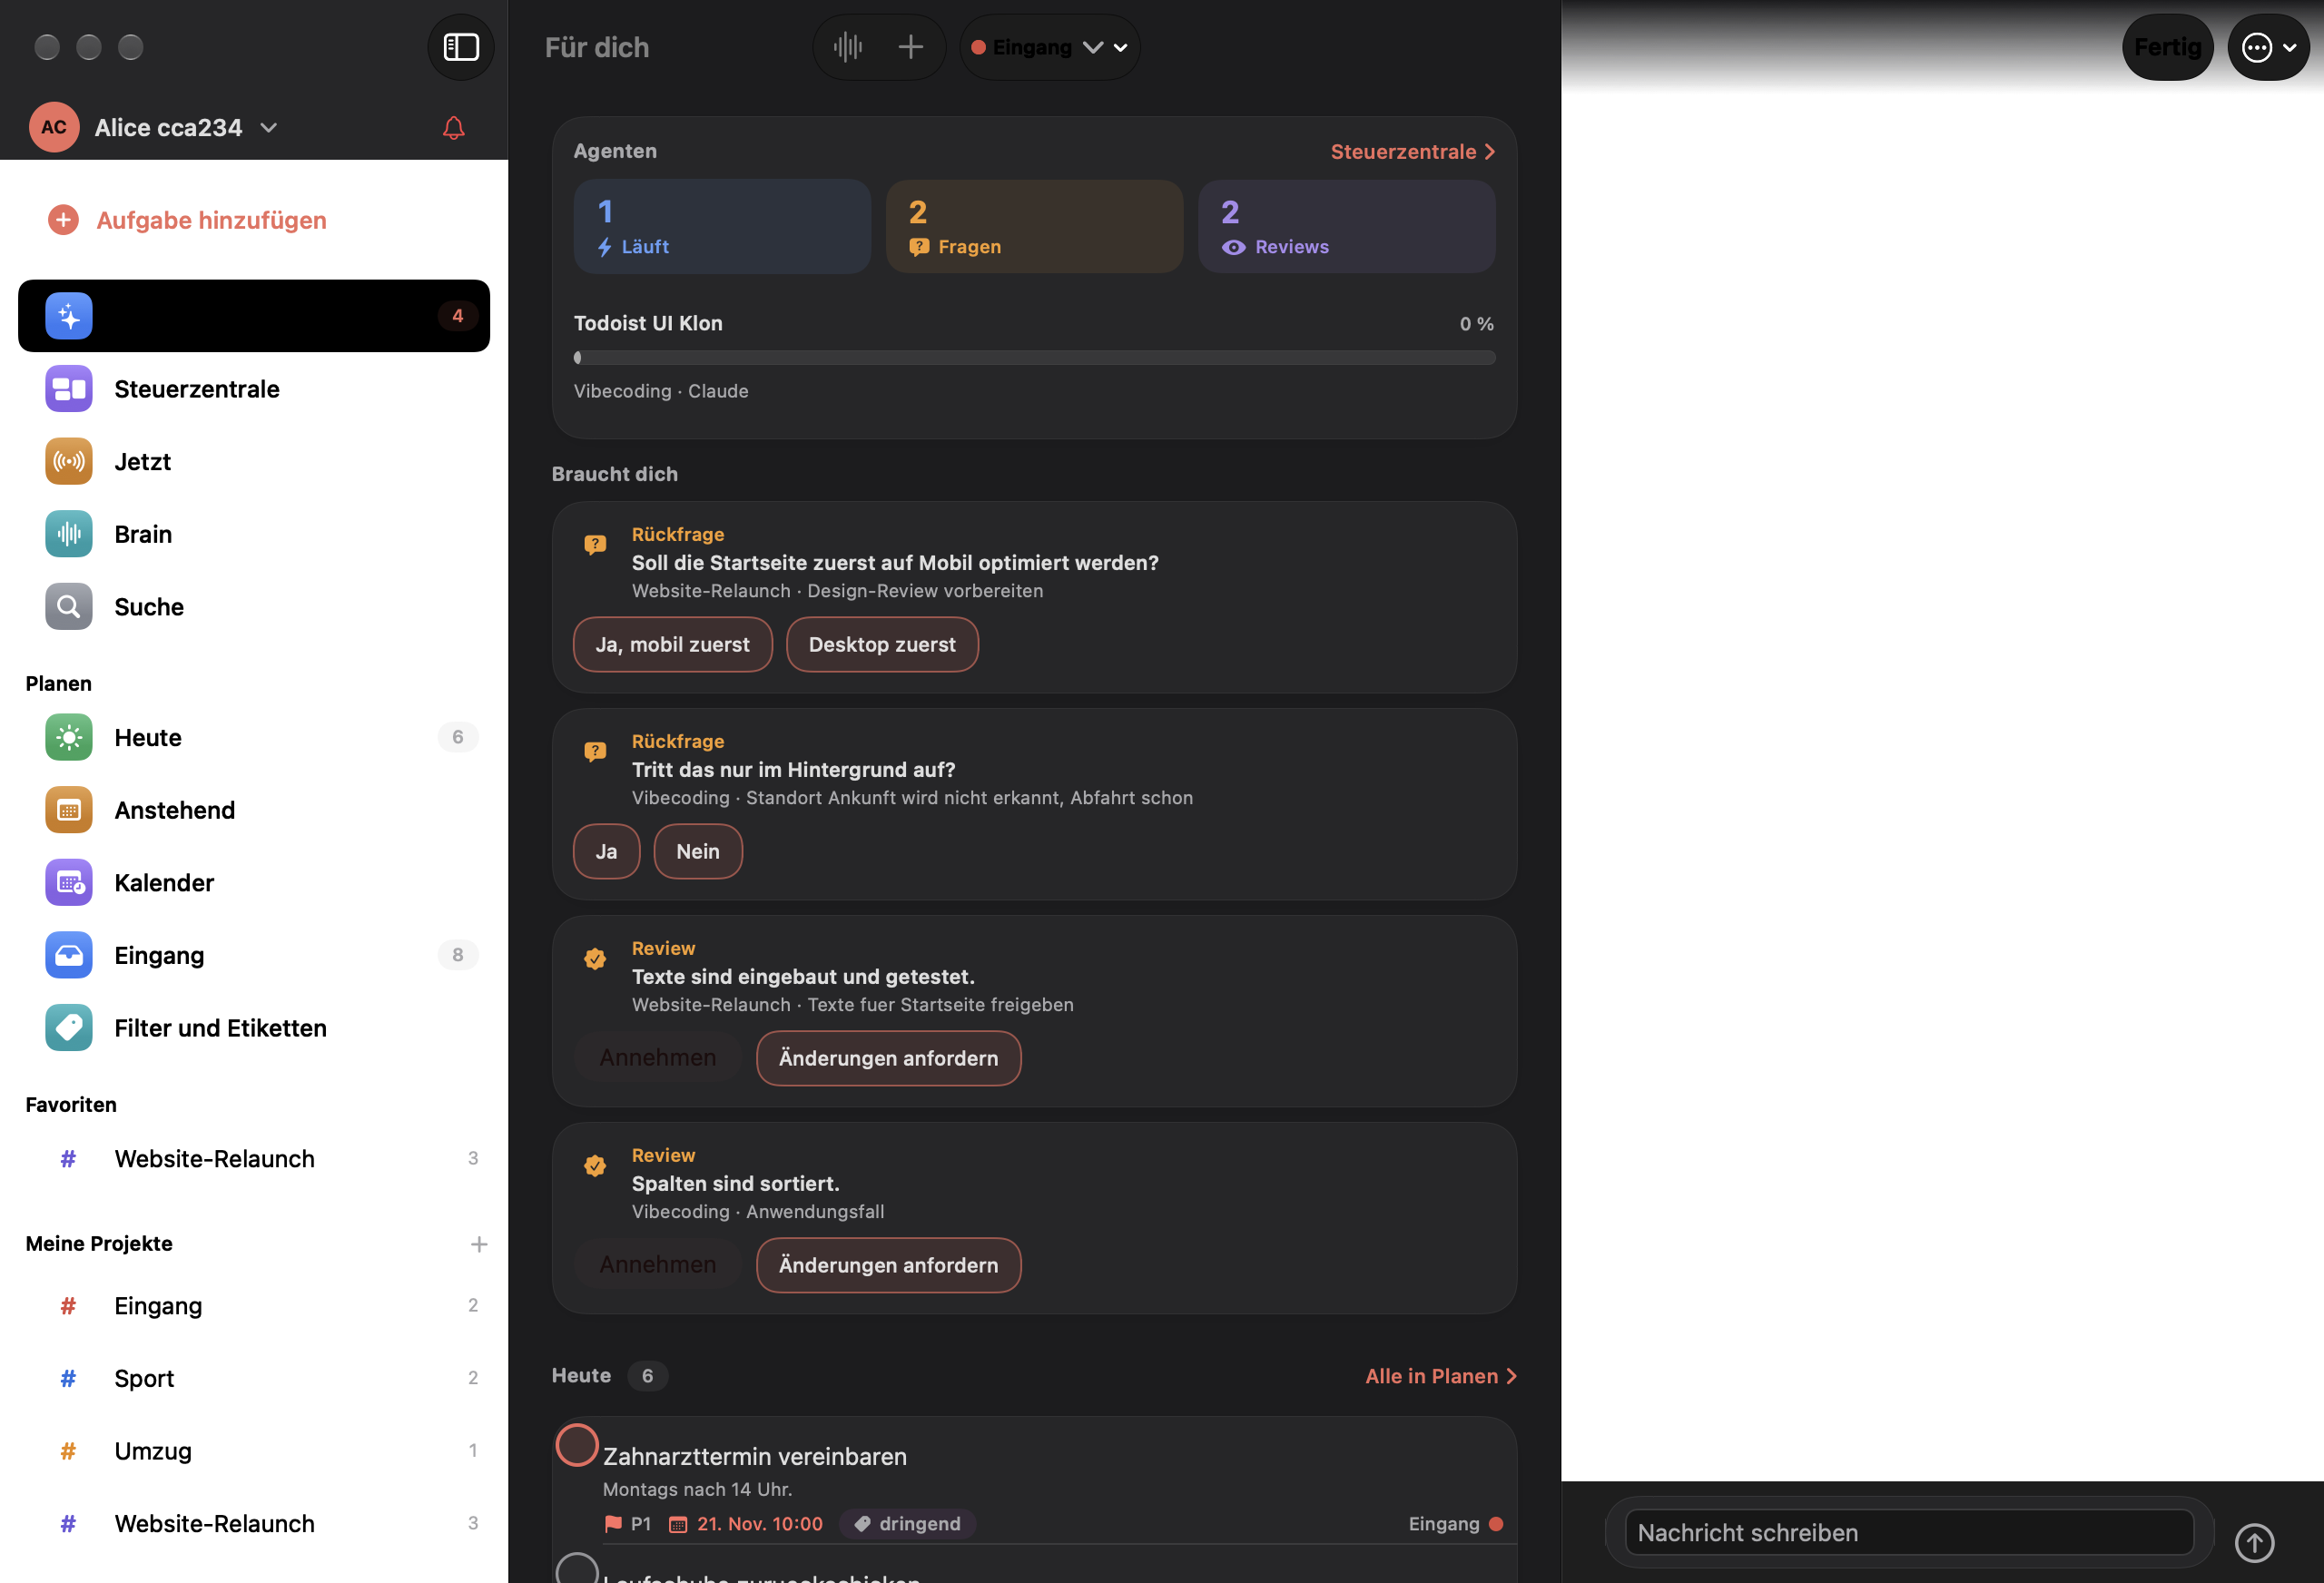 AC
Alice cca234
Aufgabe hinzufügen
4
Steuerzentrale
Jetzt
Brain
Suche
Planen
Heute 6
Anstehend
Kalender
Eingang 8
Filter und Etiketten
Favoriten
# Website-Relaunch 3
Meine Projekte
# Eingang 2
# Sport 2
# Umzug 1
# Website-Relaunch 3
Für dich
Eingang
Agenten
Steuerzentrale
1
Läuft
2
Fragen
2
Reviews
Todoist UI Klon 0 %
Vibecoding · Claude
Braucht dich
Rückfrage
Soll die Startseite zuerst auf Mobil optimiert werden?
Website-Relaunch · Design-Review vorbereiten
Ja, mobil zuerst
Desktop zuerst
Rückfrage
Tritt das nur im Hintergrund auf?
Vibecoding · Standort Ankunft wird nicht erkannt, Abfahrt schon
Ja
Nein
Review
Texte sind eingebaut und getestet.
Website-Relaunch · Texte fuer Startseite freigeben
Annehmen
Änderungen anfordern
Review
Spalten sind sortiert.
Vibecoding · Anwendungsfall
Annehmen
Änderungen anfordern
Heute 6
Alle in Planen
Zahnarzttermin vereinbaren
Montags nach 14 Uhr.
P1 21. Nov. 10:00 dringend Eingang
Laufschuhe zurueckschicken
Fertig
Nachricht schreiben